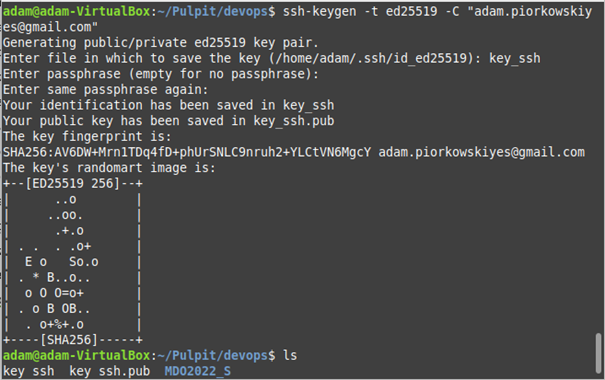 adam@adam-VirtualBox:~/Pulpit/devops$ ssh-keygen -t ed25519 -C "adam.piorkowskiy
es@gmail.com"
Generating public/private ed25519 key pair.
Enter file in which to save the key (/home/adam/.ssh/id_ed25519): key_ssh
Enter passphrase (empty for no passphrase):
Enter same passphrase again:
Your identification has been saved in key_ssh
Your public key has been saved in key_ssh.pub
The key fingerprint is:
SHA256:AV6DW+Mrn1TDq4fD+phUrSNLC9nruh2+YLCtVN6MgcY adam.piorkowskiyes@gmail.com
The key's randomart image is:
+--[ED25519 256]--+
|      ..o        |
|     ..oo.       |
|      .+.o       |
| . .  . .o+      |
|  E o   So.o     |
| . * B..o..      |
|  o O O=o+       |
| . o B OB..      |
|  . o+%+.o       |
+----[SHA256]-----+
adam@adam-VirtualBox:~/Pulpit/devops$ ls
key_ssh  key_ssh.pub  MDO2022_S